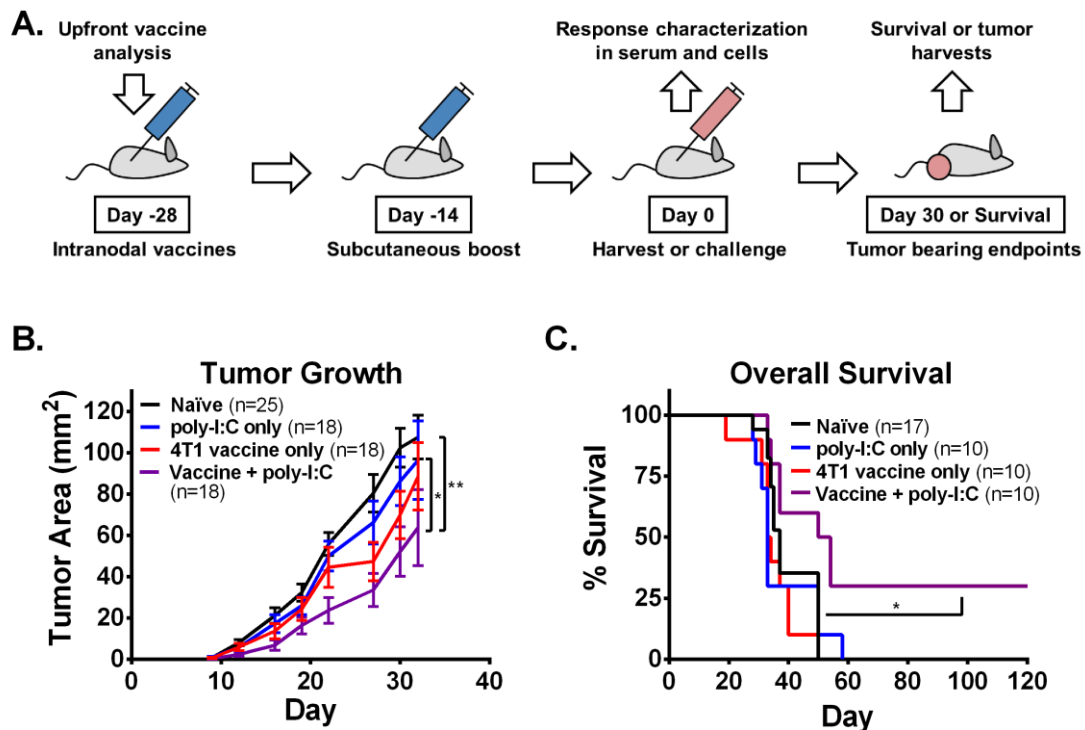 A.
Upfront vaccine
analysis
Response characterization
in serum and cells
Survival or tumor
harvests
Day -28
Day -14
Day 0
Day 30 or Survival
Intranodal vaccines
Subcutaneous boost
Harvest or challenge
Tumor bearing endpoints
B.
Tumor Growth
Naïve (n=25)
poly-I:C only (n=18)
4T1 vaccine only (n=18)
Vaccine + poly-I:C
(n=18)
* **
Tumor Area (mm²)
120
100
80
60
40
20
0
0 10 20 30 40
Day
C.
Overall Survival
Naïve (n=17)
poly-I:C only (n=10)
4T1 vaccine only (n=10)
Vaccine + poly-I:C (n=10)
*
% Survival
100
75
50
25
0
0 20 40 60 80 100 120
Day